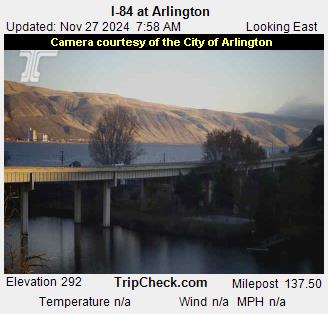 I-84 at Arlington
Updated: Nov 27 2024 7:58 AM Looking East
Camera courtesy of the City of Arlington
Elevation 292 TripCheck.com Milepost 137.50
Temperature n/a Wind n/a MPH n/a